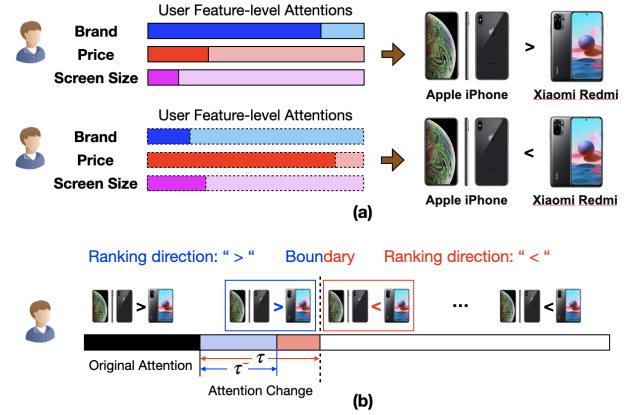 User Feature-level Attentions
Brand
Price
Screen Size
>
Apple iPhone
Xiaomi Redmi
User Feature-level Attentions
Brand
Price
Screen Size
<
Apple iPhone
Xiaomi Redmi
(a)
Ranking direction: “ > “
Boundary
Ranking direction: “ < “
> > < ... <
Original Attention
τ
τ⁻
Attention Change
(b)